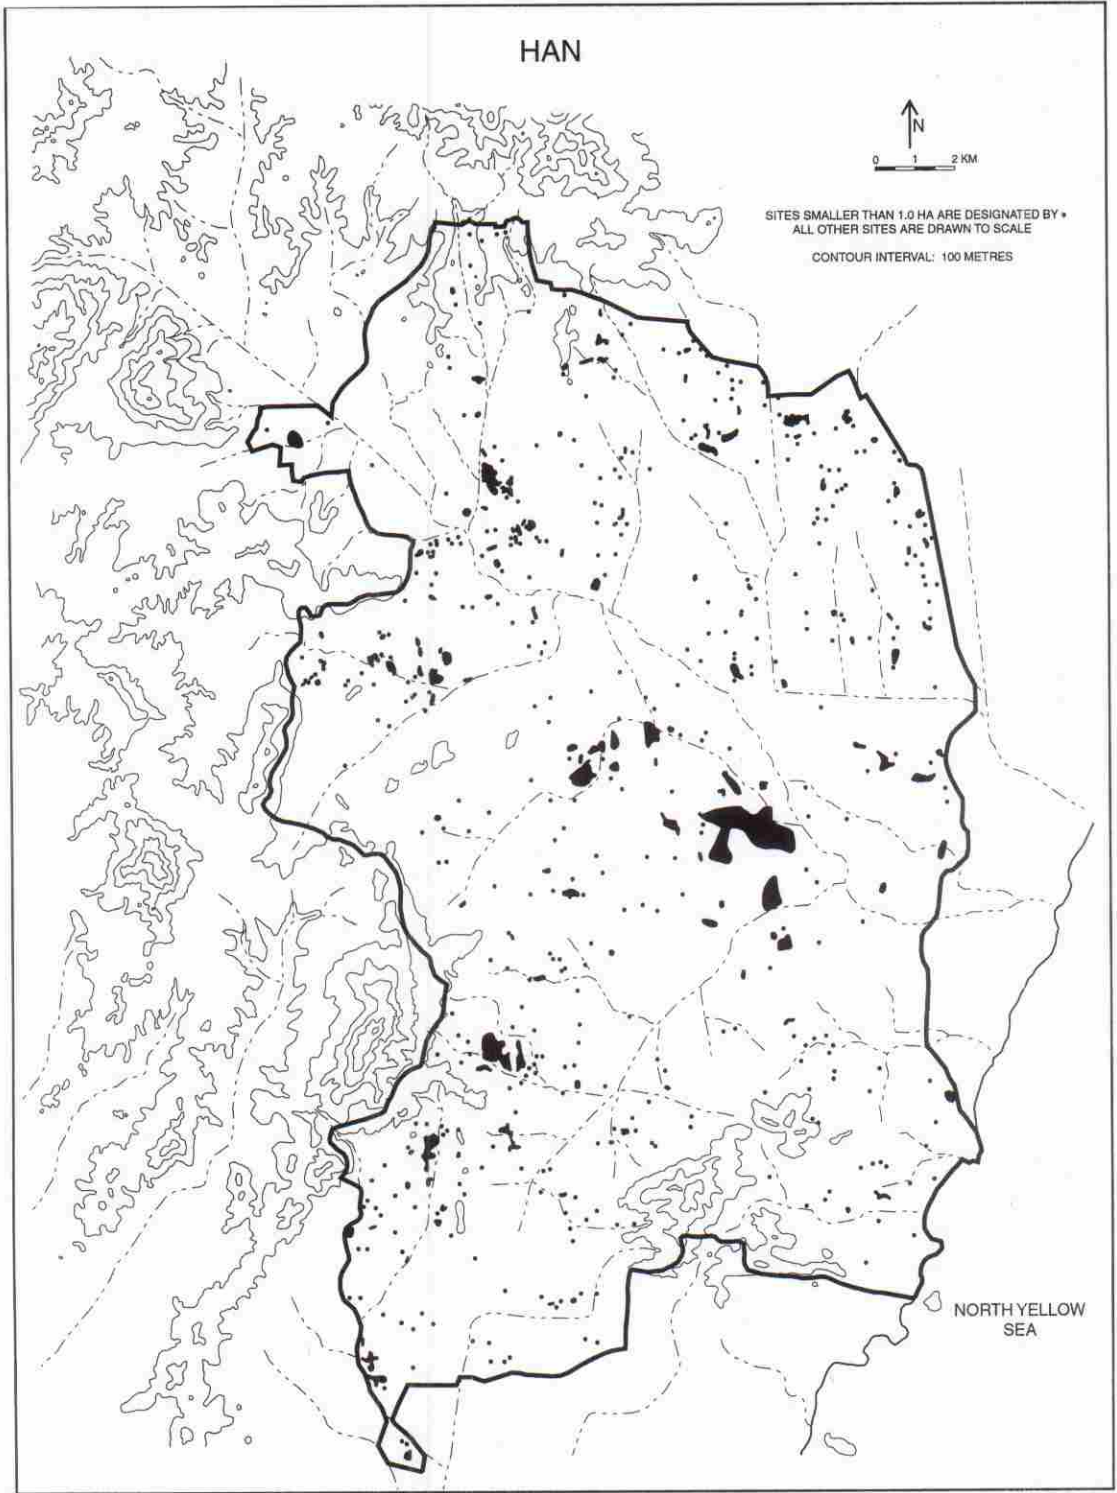 HAN
N
0 1 2 KM
SITES SMALLER THAN 1.0 HA ARE DESIGNATED BY •
ALL OTHER SITES ARE DRAWN TO SCALE
CONTOUR INTERVAL: 100 METRES
NORTH YELLOW
SEA